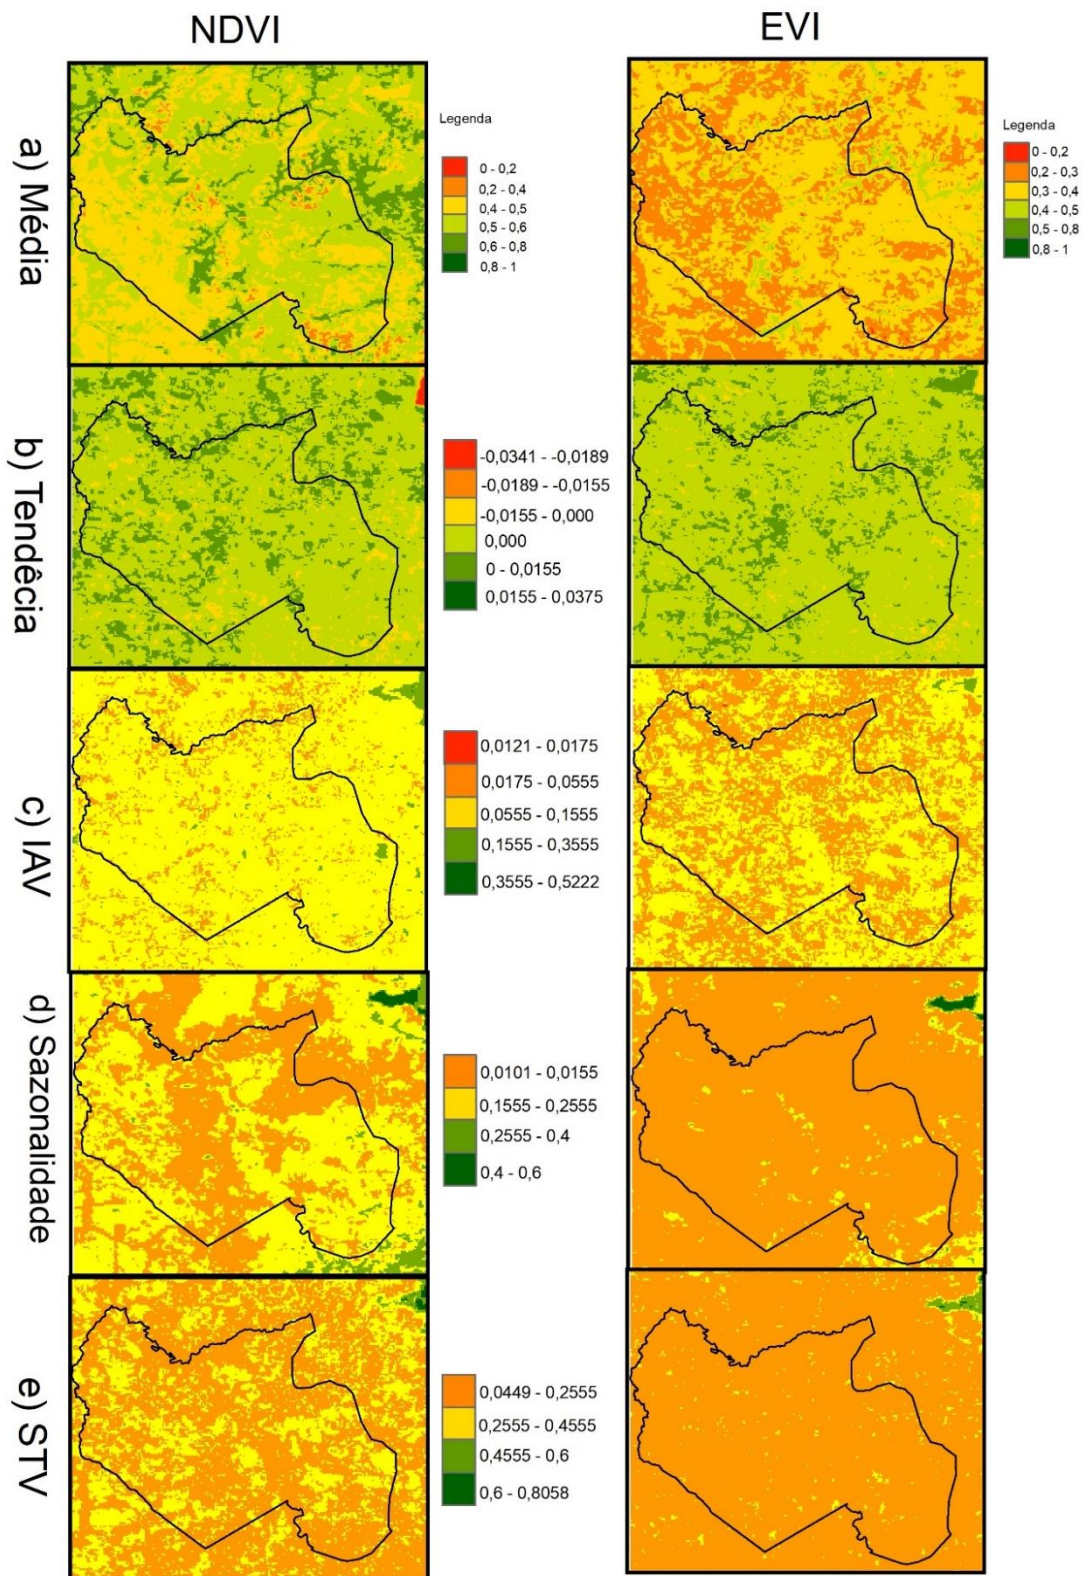 NDVI
EVI
a) Média
Legenda
0 - 0,2
0,2 - 0,4
0,4 - 0,5
0,5 - 0,6
0,6 - 0,8
0,8 - 1
Legenda
0 - 0,2
0,2 - 0,3
0,3 - 0,4
0,4 - 0,5
0,5 - 0,8
0,8 - 1
b) Tendêcia
-0,0341 - -0,0189
-0,0189 - -0,0155
-0,0155 - 0,000
0,000
0 - 0,0155
0,0155 - 0,0375
c) IAV
0,0121 - 0,0175
0,0175 - 0,0555
0,0555 - 0,1555
0,1555 - 0,3555
0,3555 - 0,5222
d) Sazonalidade
0,0101 - 0,0155
0,1555 - 0,2555
0,2555 - 0,4
0,4 - 0,6
e) STV
0,0449 - 0,2555
0,2555 - 0,4555
0,4555 - 0,6
0,6 - 0,8058